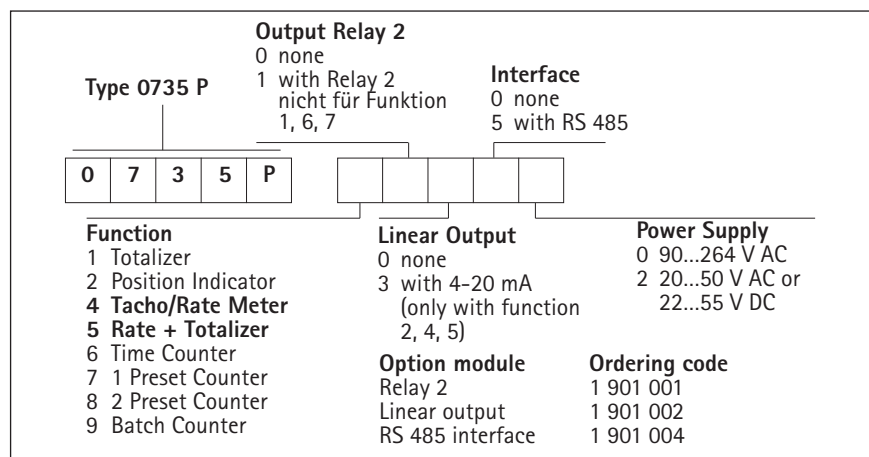 Output Relay 2
0 none
1 with Relay 2
nicht für Funktion
1, 6, 7
Type 0735 P
Interface
0 none
5 with RS 485
0 7 3 5 P
Function
1 Totalizer
2 Position Indicator
4 Tacho/Rate Meter
5 Rate + Totalizer
6 Time Counter
7 1 Preset Counter
8 2 Preset Counter
9 Batch Counter
Linear Output
0 none
3 with 4-20 mA
(only with function
2, 4, 5)
Power Supply
0 90...264 V AC
2 20...50 V AC or
22...55 V DC
Option module Ordering code
Relay 2 1 901 001
Linear output 1 901 002
RS 485 interface 1 901 004